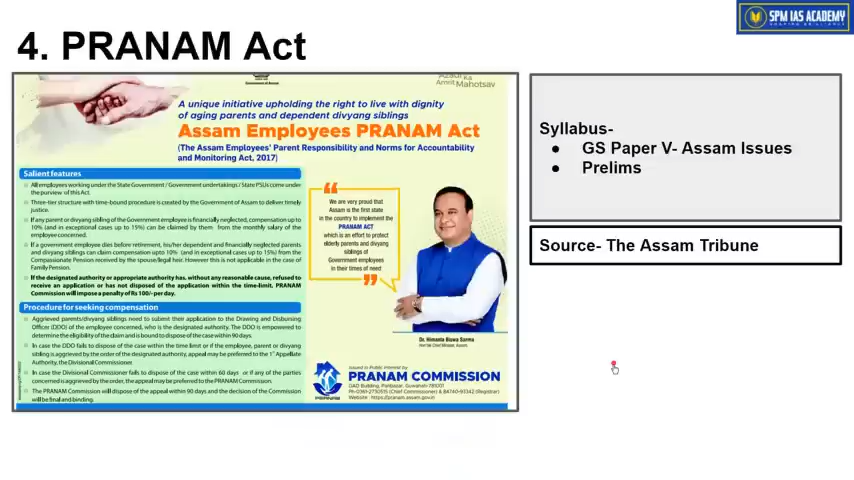 SPM IAS ACADEMY
4. PRANAM Act
Government of Assam
Azadi Ka
Amrit Mahotsav
A unique initiative upholding the right to live with dignity
of aging parents and dependent divyang siblings
Assam Employees PRANAM Act
(The Assam Employees' Parent Responsibility and Norms for Accountability
and Monitoring Act, 2017)
Salient features
All employees working under the State Government / Government undertakings / State PSUs come under
the purview of this Act.
Three-tier structure with time-bound procedure is created by the Government of Assam to deliver timely
justice.
If any parent or divyang sibling of the Government employee is financially neglected, compensation up to
10% (and in exceptional cases up to 15%) can be claimed by them from the monthly salary of the
employee concerned.
If a government employee dies before retirement, his/her dependent and financially neglected parents
and divyang siblings can claim compensation upto 10% (and in exceptional cases up to 15%) from the
Compassionate Pension received by the spouse/legal heir. However this is not applicable in the case of
Family Pension.
If the designated authority or appropriate authority has, without any reasonable cause, refused to
receive an application or has not disposed of the application within the time-limit, PRANAM
Commission will impose a penalty of Rs 100/- per day.
Procedure for seeking compensation
Aggrieved parents/divyang siblings need to submit their application to the Drawing and Disbursing
Officer (DDO) of the employee concerned, who is the designated authority. The DDO is empowered to
determine the eligibility of the claim and is bound to dispose of the case within 90 days.
In case the DDO fails to dispose of the case within the time limit or if the employee, parent or divyang
sibling is aggrieved by the order of the designated authority, appeal may be preferred to the 1st Appellate
Authority, the Divisional Commissioner
In case the Divisional Commissioner fails to dispose of the case within 60 days or if any of the parties
concerned is aggrieved by the order, the appeal may be preferred to the PRANAM Commission.
The PRANAM Commission will dispose of the appeal within 90 days and the decision of the Commission
will be final and binding.
We are very proud that
Assam is the first state
in the country to implement the
PRANAM ACT
which is an effort to protect
elderly parents and divyang
siblings of
Government employees
in their times of need
Dr. Himanta Biswa Sarma
Hon'ble Chief Minister, Assam
Issued in Public Interest by
PRANAM COMMISSION
Panbazar, Guwahati-781001
(Chief Commissioner) & 84740-93342 (Registrar)
Website : https://pranam.assam.gov.in
PRANAM
Syllabus-
● GS Paper V- Assam Issues
● Prelims
Source- The Assam Tribune